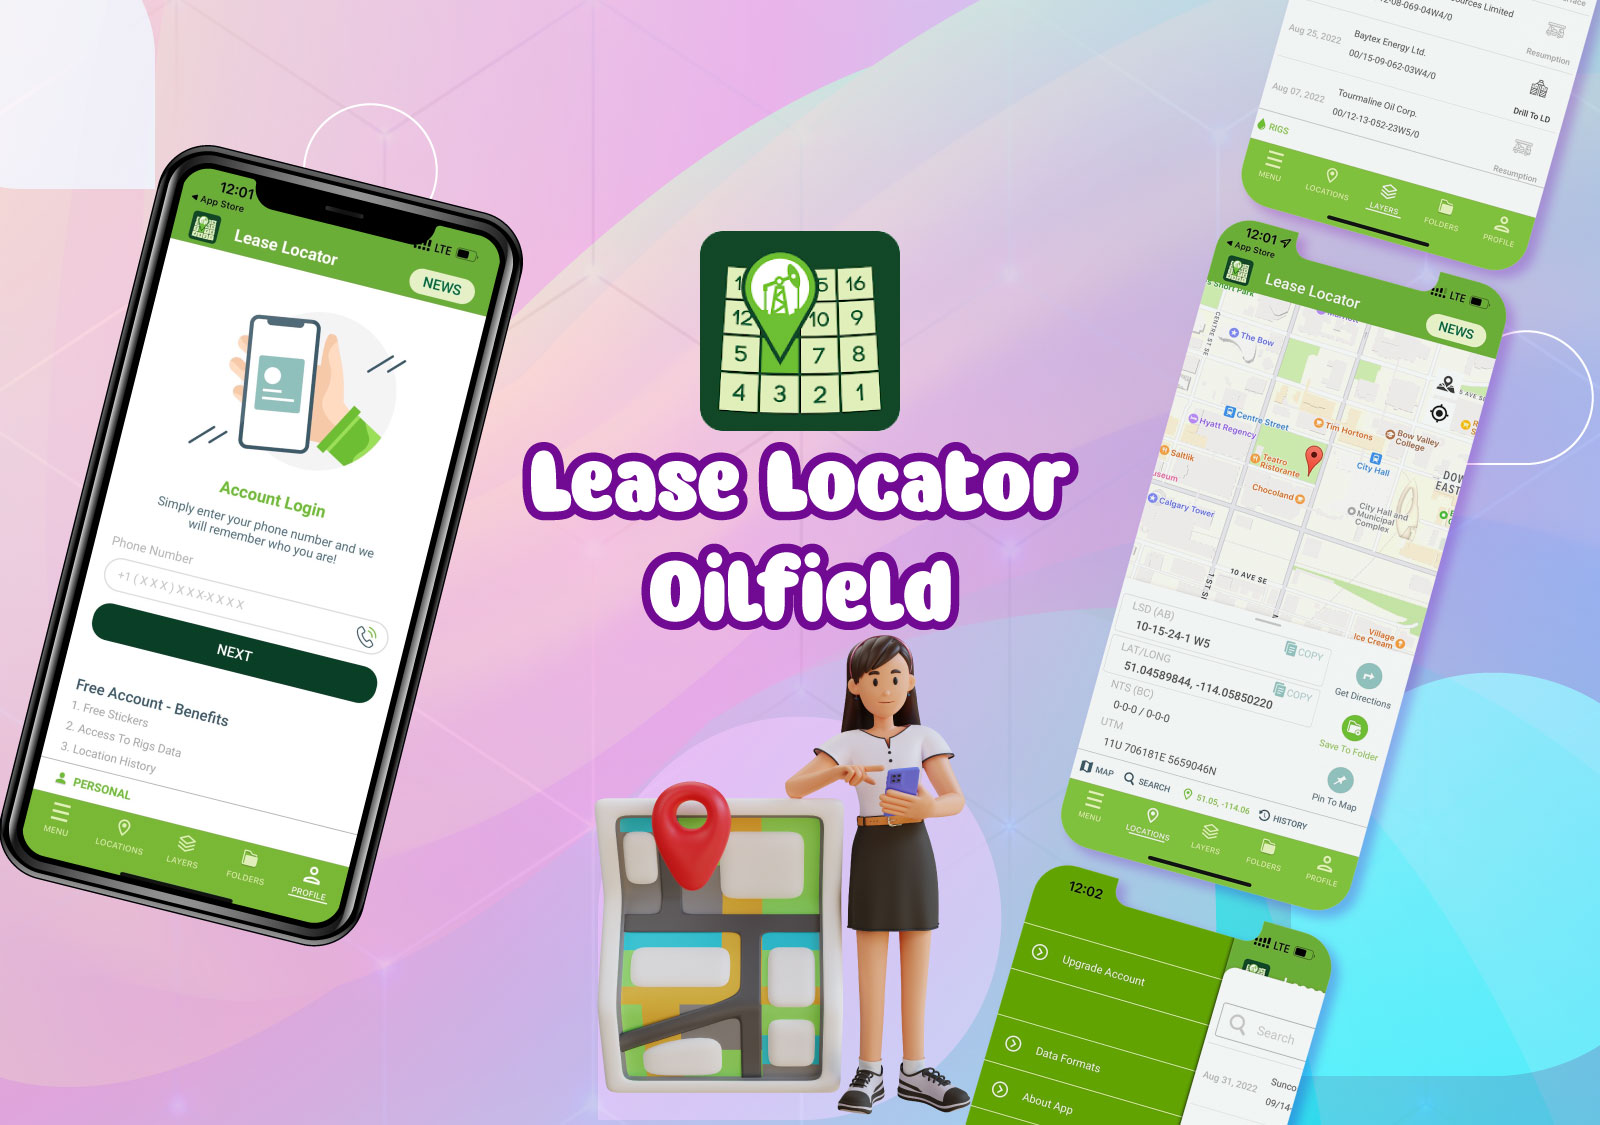 12:01
App Store
LTE
Lease Locator
NEWS
Account Login
Simply enter your phone number and we
will remember who you are!
Phone Number
+1 ( X X X ) X X X-X X X X
NEXT
Free Account - Benefits
1. Free Stickers
2. Access To Rigs Data
3. Location History
PERSONAL
MENU
LOCATIONS
LAYERS
FOLDERS
PROFILE
16
12
10
9
5
7
8
4
3
2
1
Lease Locator
Oilfield
Limited
Aug 25, 2022
Baytex Energy Ltd.
00/15-09-062-03W4/0
Resumption
Aug 07, 2022
Tourmaline Oil Corp.
00/12-13-052-23W5/0
Drill To LD
RIGS
Resumption
MENU
LOCATIONS
LAYERS
FOLDERS
PROFILE
12:01
App Store
LTE
Lease Locator
NEWS
CENTRE ST SE
The Bow
Centre Street
Hyatt Regency
Tim Hortons
Bow Valley
College
Saltlik
Teatro
Ristorante
City Hall
Chocoland
Calgary Tower
City Hall and
Municipal
Complex
10 AVE SE
Village
Ice Cream
LSD (AB)
10-15-24-1 W5
COPY
LAT/LONG
51.04589844, -114.05850220
COPY
NTS (BC)
0-0-0 / 0-0-0
UTM
11U 706181E 5659046N
Get Directions
Save To Folder
Pin To Map
MAP
SEARCH
51.05, -114.06
HISTORY
MENU
LOCATIONS
LAYERS
FOLDERS
PROFILE
12:02
LTE
Upgrade Account
Data Formats
About App
Search
Aug 31, 2022